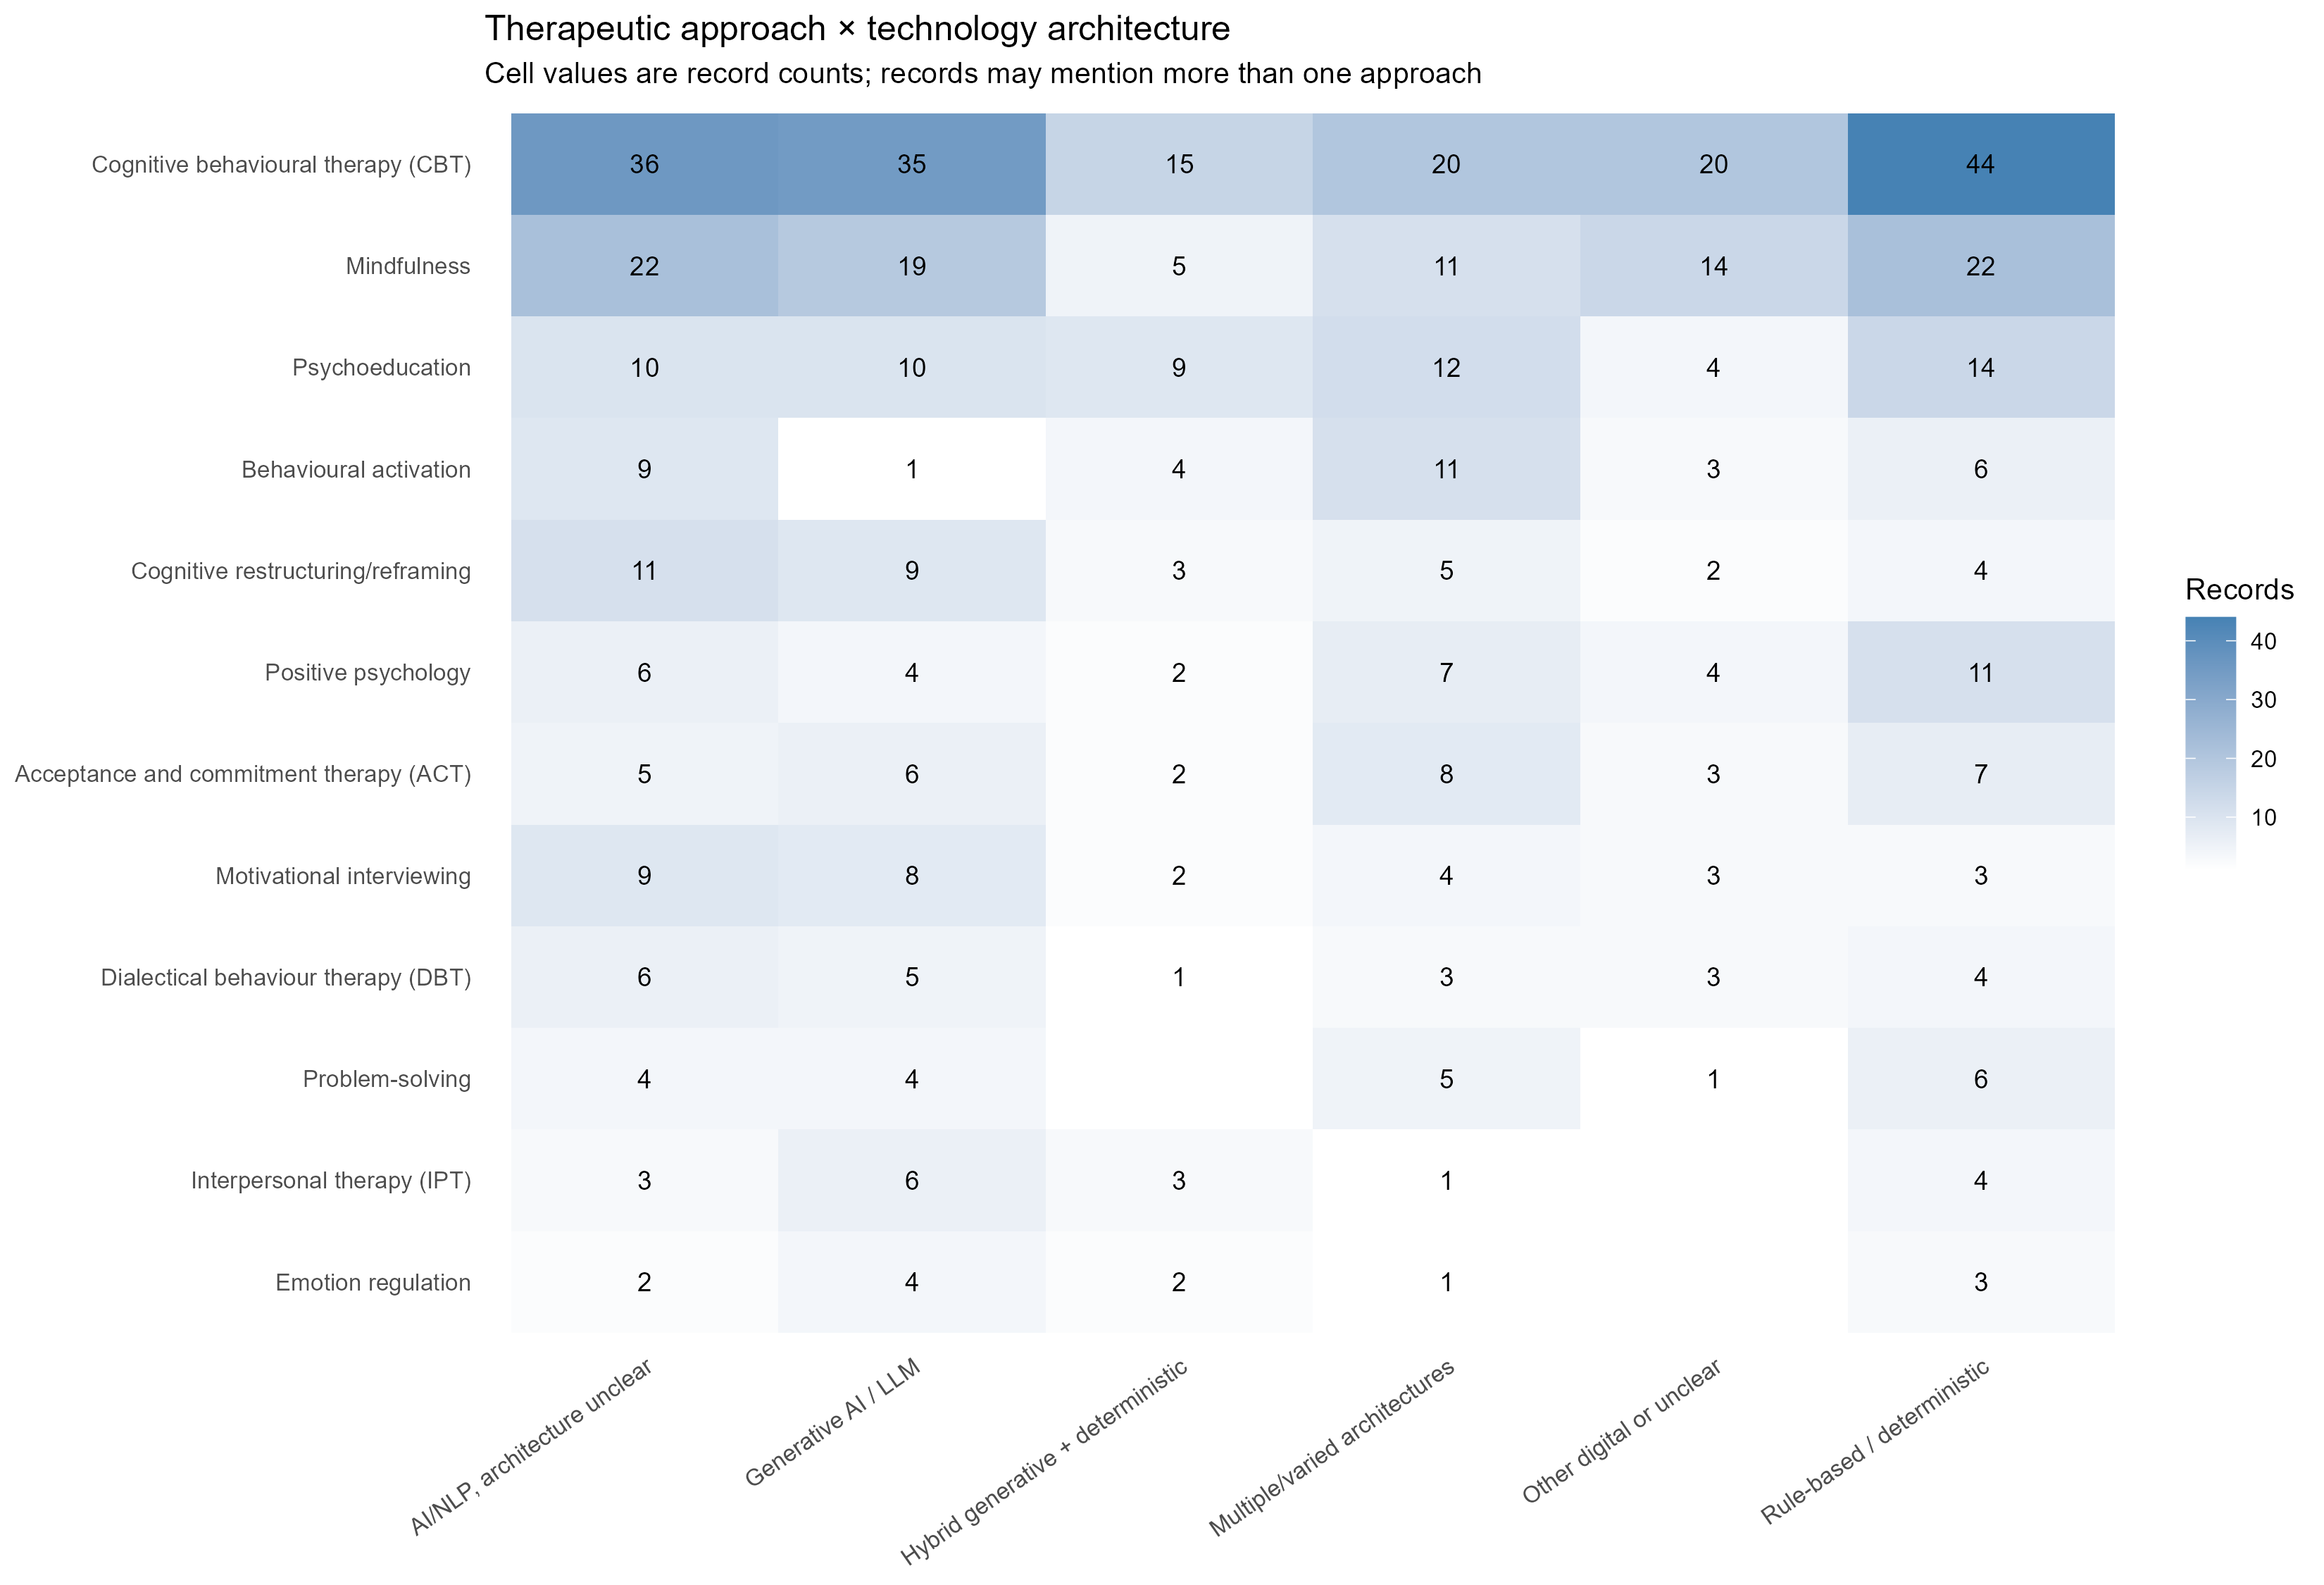 Therapeutic approach × technology architecture
Cell values are record counts; records may mention more than one approach
Cognitive behavioural therapy (CBT) 36 35 15 20 20 44
Mindfulness 22 19 5 11 14 22
Psychoeducation 10 10 9 12 4 14
Behavioural activation 9 1 4 11 3 6
Cognitive restructuring/reframing 11 9 3 5 2 4
Positive psychology 6 4 2 7 4 11
Acceptance and commitment therapy (ACT) 5 6 2 8 3 7
Motivational interviewing 9 8 2 4 3 3
Dialectical behaviour therapy (DBT) 6 5 1 3 3 4
Problem-solving 4 4 5 1 6
Interpersonal therapy (IPT) 3 6 3 1 4
Emotion regulation 2 4 2 1 3
AI/NLP, architecture unclear
Generative AI / LLM
Hybrid generative + deterministic
Multiple/varied architectures
Other digital or unclear
Rule-based / deterministic
Records
40
30
20
10